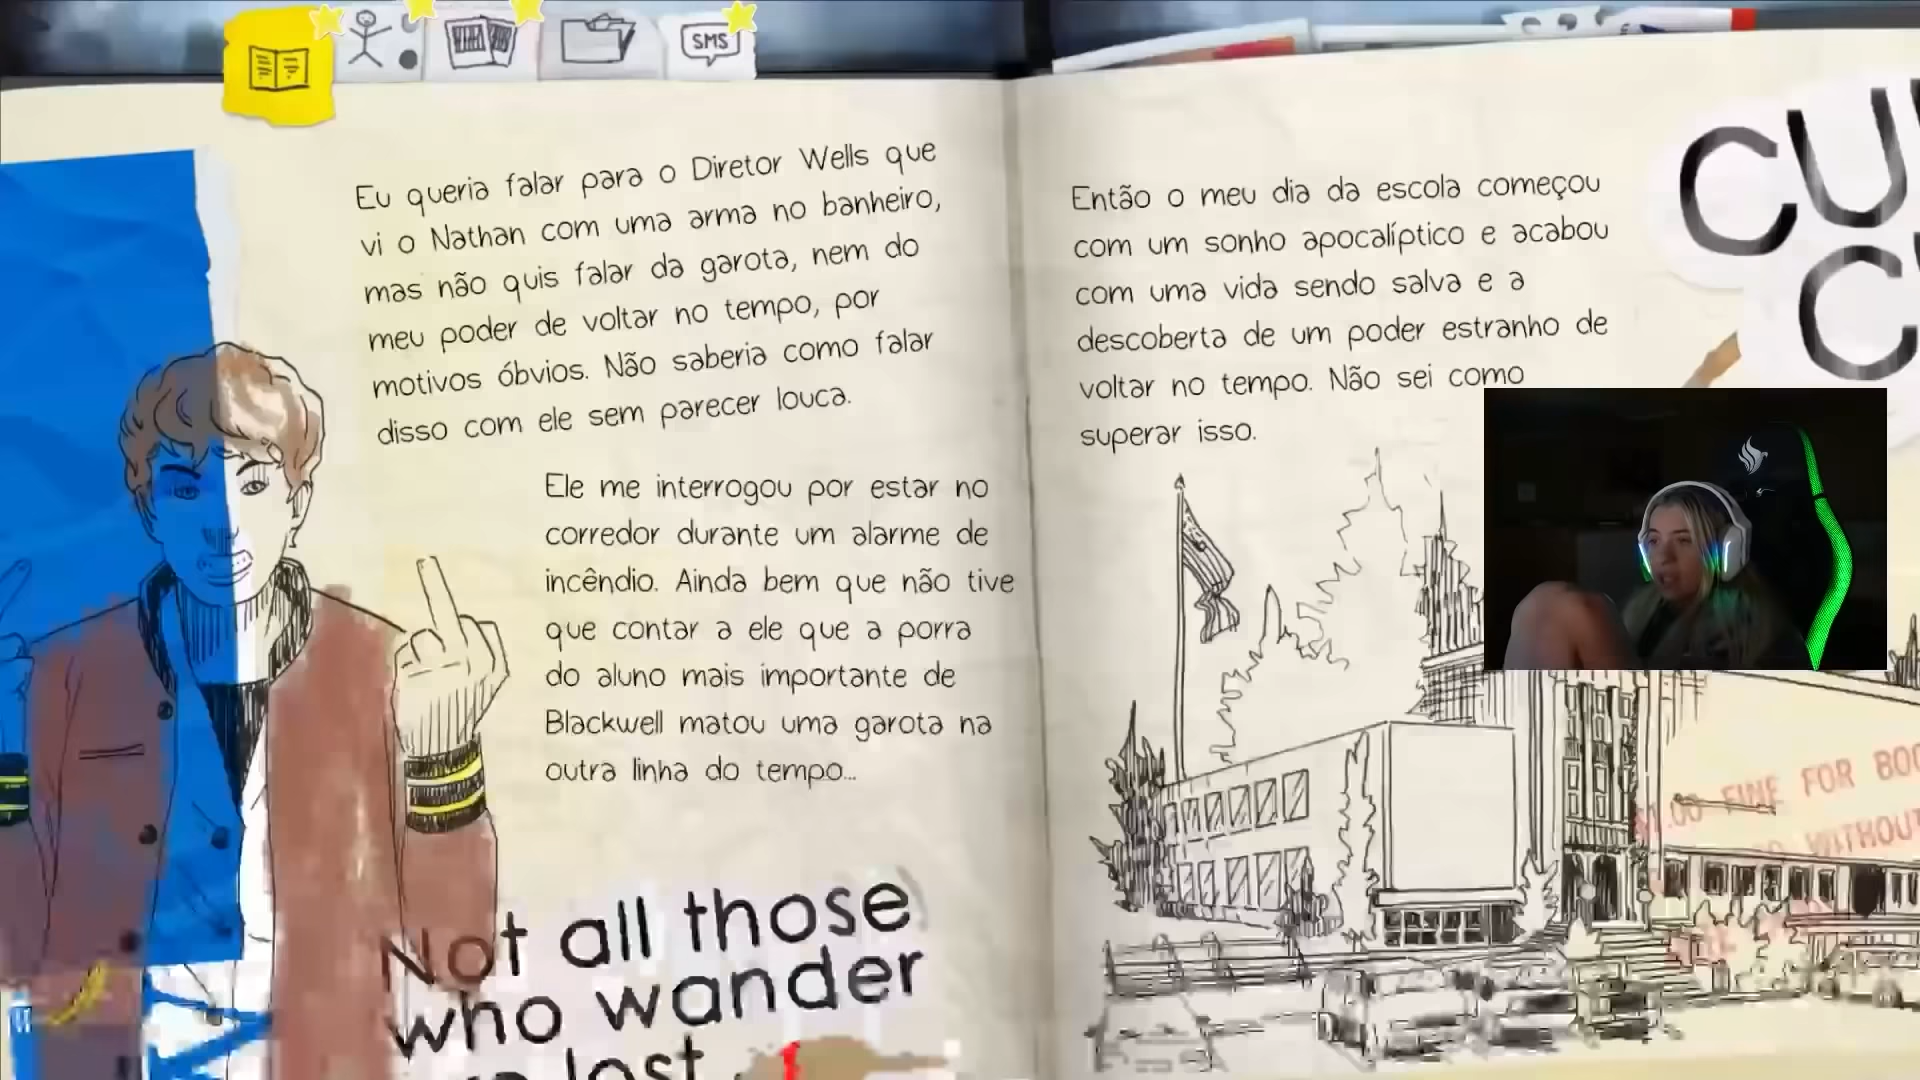 SMS
Eu queria falar para o Diretor Wells que
vi o Nathan com uma arma no banheiro,
mas não quis falar da garota, nem do
meu poder de voltar no tempo, por
motivos óbvios. Não saberia como falar
disso com ele sem parecer louca.
Ele me interrogou por estar no
corredor durante um alarme de
incêndio. Ainda bem que não tive
que contar a ele que a porra
do aluno mais importante de
Blackwell matou uma garota na
outra linha do tempo...
Not all those
who wander
lost
Então o meu dia da escola começou
com um sonho apocalíptico e acabou
com uma vida sendo salva e a
descoberta de um poder estranho de
voltar no tempo. Não sei como
superar isso.
CU
C
$1.00 FINE FOR BOO
WITHOUT